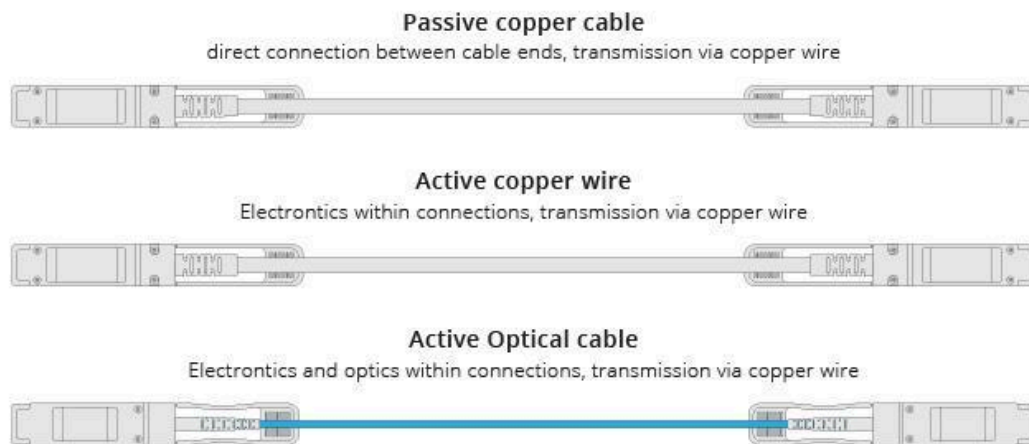 Passive copper cable
direct connection between cable ends, transmission via copper wire
Active copper wire
Electrontics within connections, transmission via copper wire
Active Optical cable
Electrontics and optics within connections, transmission via copper wire